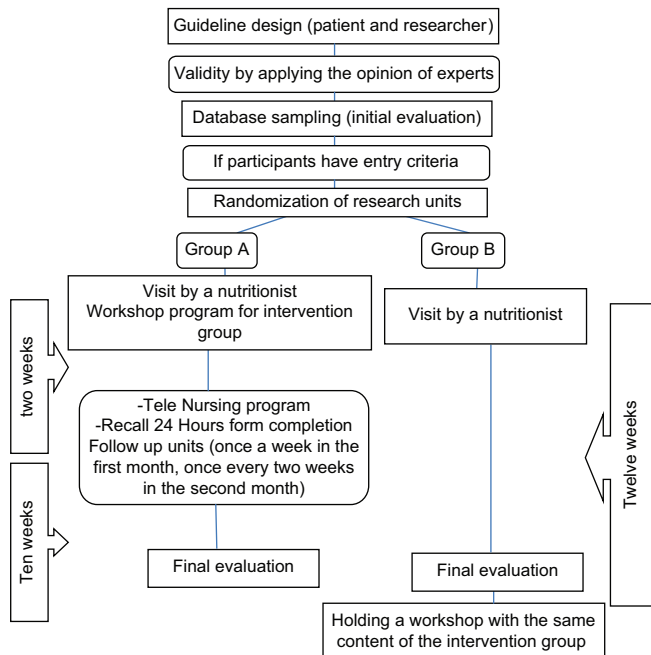 Guideline design (patient and researcher)
Validity by applying the opinion of experts
Database sampling (initial evaluation)
If participants have entry criteria
Randomization of research units
Group A
Group B
Visit by a nutritionist
Workshop program for intervention
group
Visit by a nutritionist
two weeks
-Tele Nursing program
-Recall 24 Hours form completion
Follow up units (once a week in the
first month, once every two weeks
in the second month)
Twelve weeks
Ten weeks
Final evaluation
Final evaluation
Holding a workshop with the same
content of the intervention group